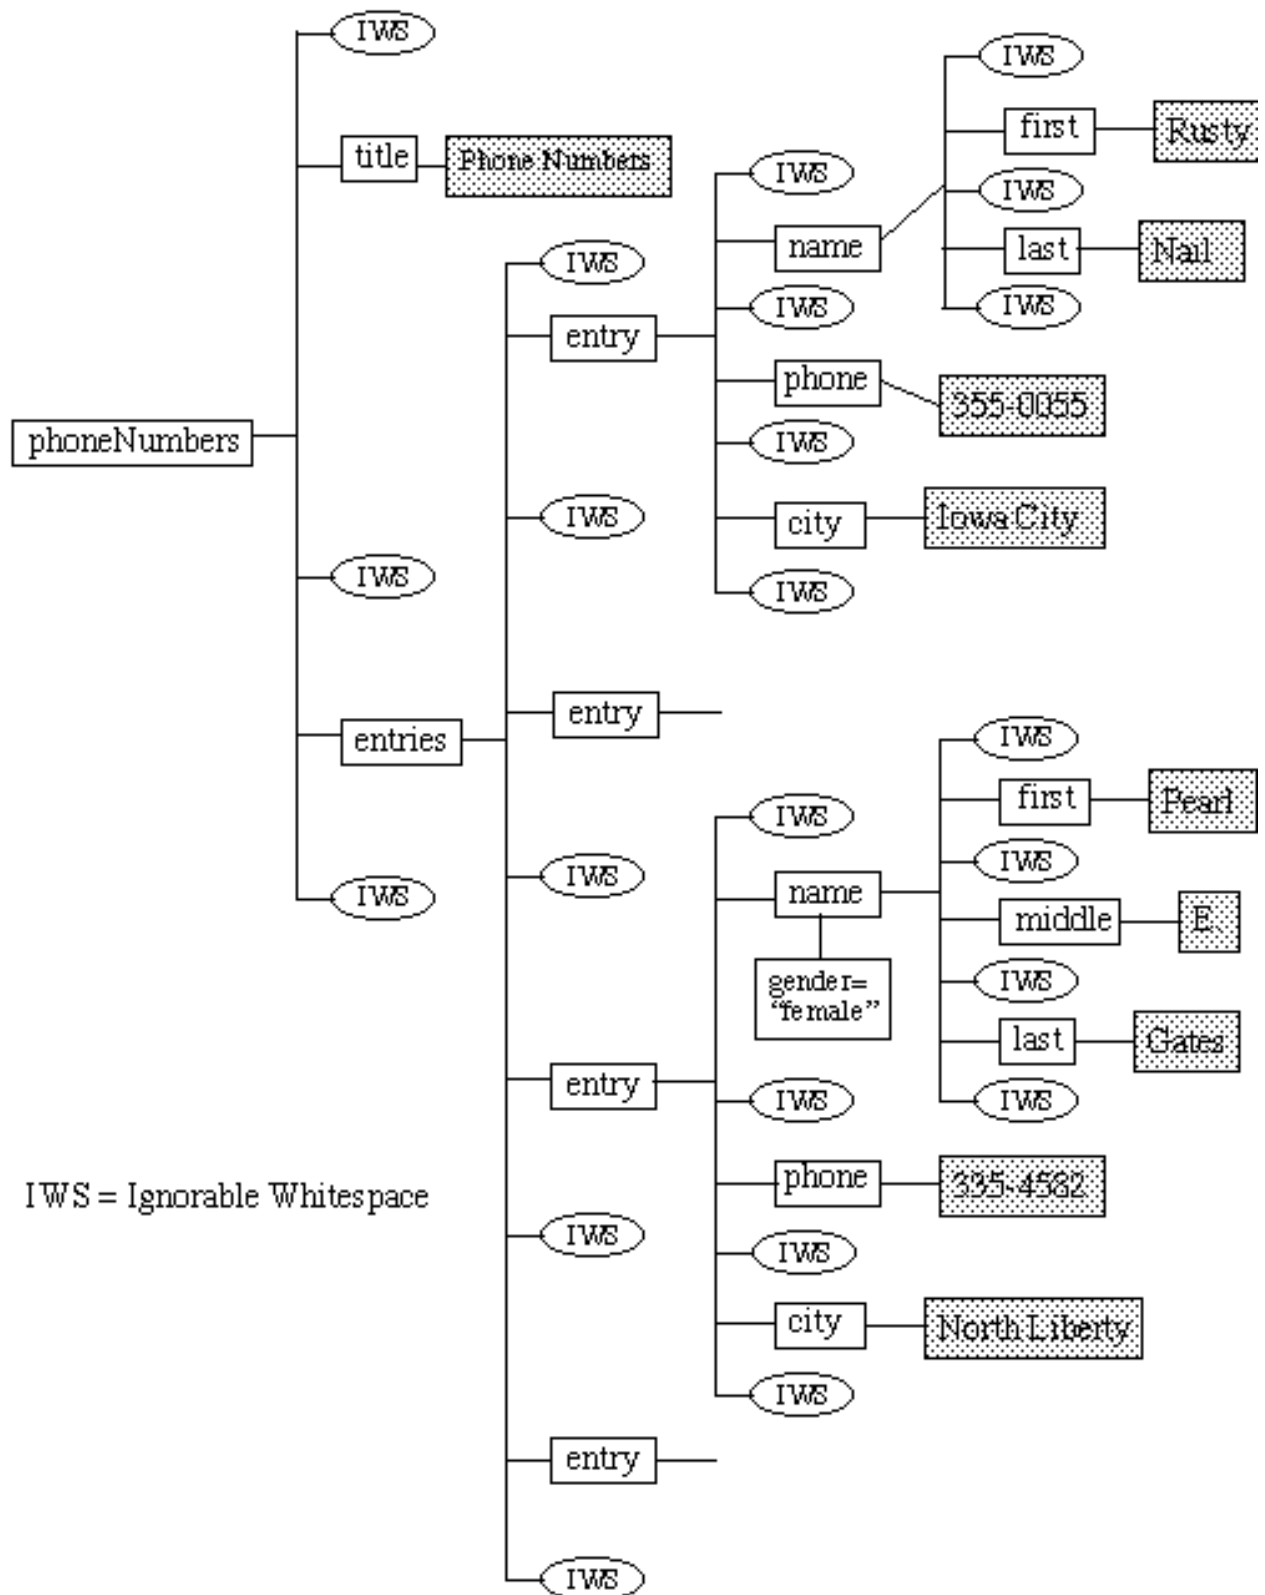 IWS
IWS
first
Rusty
title
Phone Numbers
IWS
IWS
name
last
Nail
IWS
IWS
IWS
entry
phone
355-0055
phoneNumbers
IWS
IWS
city
Iowa City
IWS
IWS
entry
entries
IWS
first
Pearl
IWS
IWS
IWS
IWS
name
middle
E.
gender=
"female"
IWS
last
Gates
entry
IWS
IWS
phone
335-4582
IWS = Ignorable Whitespace
IWS
IWS
city
North Liberty
IWS
entry
IWS